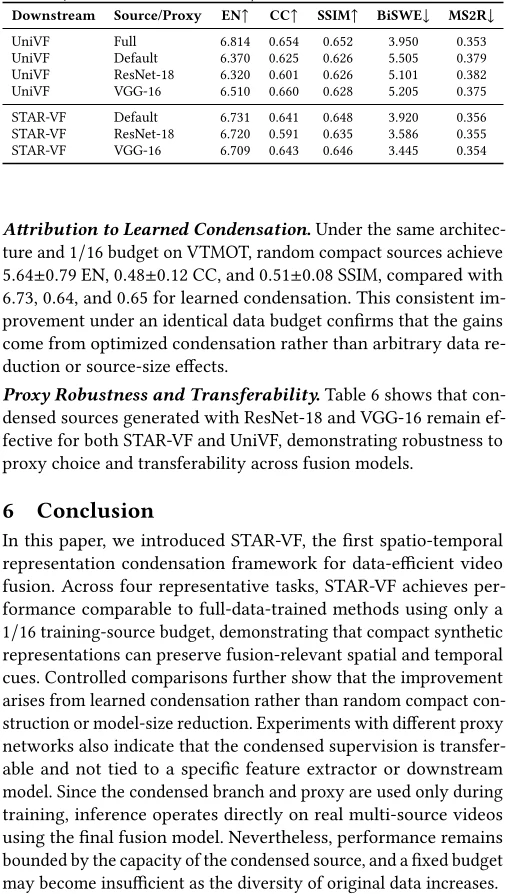 Downstream Source/Proxy EN↑ CC↑ SSIM↑ BiSWE↓ MS2R↓
UniVF Full 6.814 0.654 0.652 3.950 0.353
UniVF Default 6.370 0.625 0.626 5.505 0.379
UniVF ResNet-18 6.320 0.601 0.626 5.101 0.382
UniVF VGG-16 6.510 0.660 0.628 5.205 0.375
STAR-VF Default 6.731 0.641 0.648 3.920 0.356
STAR-VF ResNet-18 6.720 0.591 0.635 3.586 0.355
STAR-VF VGG-16 6.709 0.643 0.646 3.445 0.354
Attribution to Learned Condensation. Under the same architec-
ture and 1/16 budget on VTMOT, random compact sources achieve
5.64±0.79 EN, 0.48±0.12 CC, and 0.51±0.08 SSIM, compared with
6.73, 0.64, and 0.65 for learned condensation. This consistent im-
provement under an identical data budget confirms that the gains
come from optimized condensation rather than arbitrary data re-
duction or source-size effects.
Proxy Robustness and Transferability. Table 6 shows that con-
densed sources generated with ResNet-18 and VGG-16 remain ef-
fective for both STAR-VF and UniVF, demonstrating robustness to
proxy choice and transferability across fusion models.
6 Conclusion
In this paper, we introduced STAR-VF, the first spatio-temporal
representation condensation framework for data-efficient video
fusion. Across four representative tasks, STAR-VF achieves per-
formance comparable to full-data-trained methods using only a
1/16 training-source budget, demonstrating that compact synthetic
representations can preserve fusion-relevant spatial and temporal
cues. Controlled comparisons further show that the improvement
arises from learned condensation rather than random compact con-
struction or model-size reduction. Experiments with different proxy
networks also indicate that the condensed supervision is transfer-
able and not tied to a specific feature extractor or downstream
model. Since the condensed branch and proxy are used only during
training, inference operates directly on real multi-source videos
using the final fusion model. Nevertheless, performance remains
bounded by the capacity of the condensed source, and a fixed budget
may become insufficient as the diversity of original data increases.